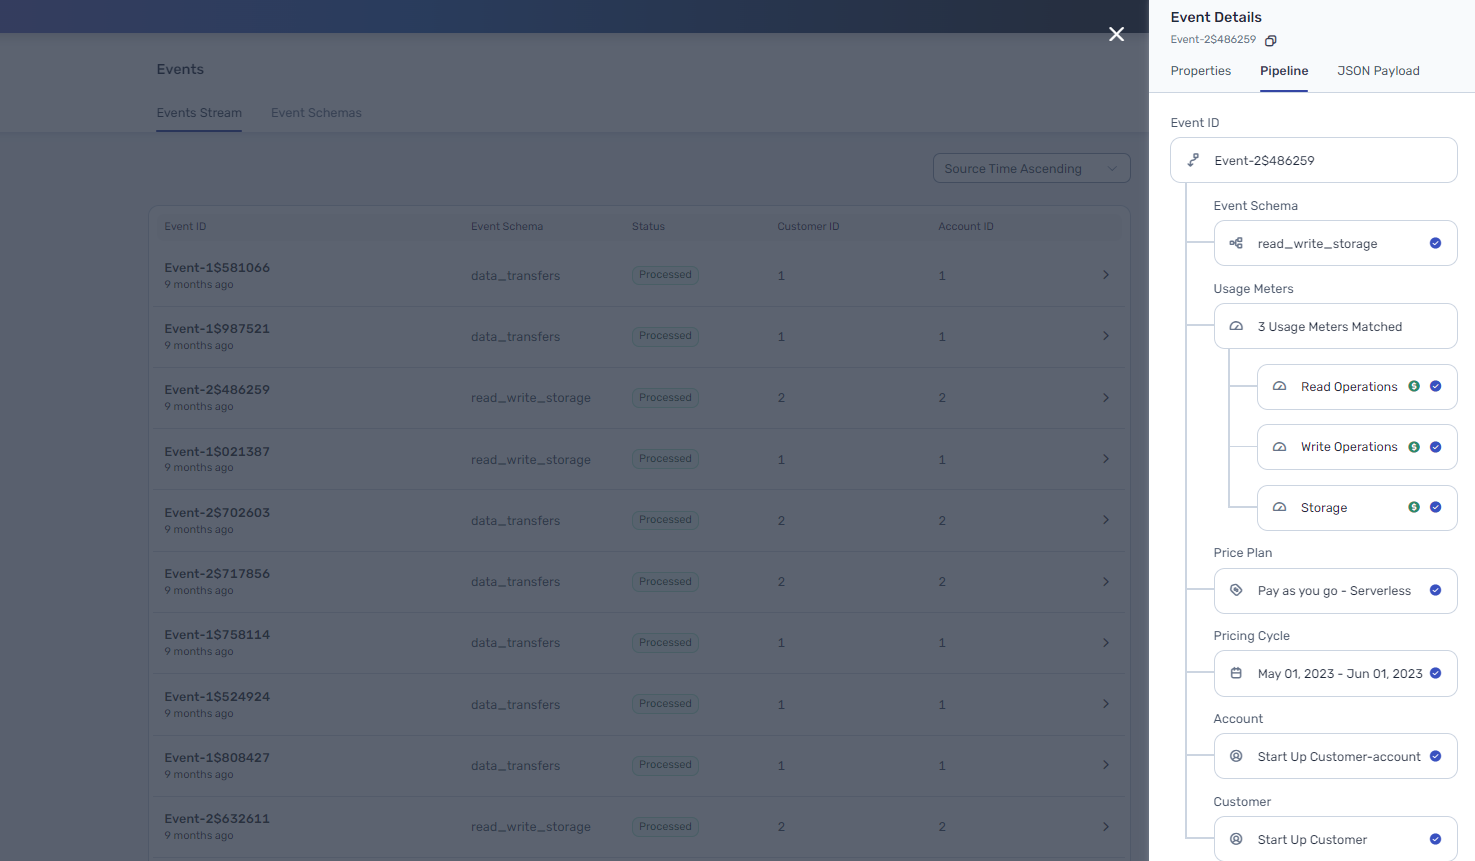 Events
Events Stream Event Schemas
Source Time Ascending
Event ID Event Schema Status Customer ID Account ID
Event-1$581066 data_transfers Processed 1 1
9 months ago
Event-1$987521 data_transfers Processed 1 1
9 months ago
Event-2$486259 read_write_storage Processed 2 2
9 months ago
Event-1$021387 read_write_storage Processed 1 1
9 months ago
Event-2$702603 data_transfers Processed 2 2
9 months ago
Event-2$717856 data_transfers Processed 2 2
9 months ago
Event-1$758114 data_transfers Processed 1 1
9 months ago
Event-1$524924 data_transfers Processed 1 1
9 months ago
Event-1$808427 data_transfers Processed 1 1
9 months ago
Event-2$632611 read_write_storage Processed 2 2
9 months ago
Event Details
Event-2$486259
Properties Pipeline JSON Payload
Event ID
Event-2$486259
Event Schema
read_write_storage
Usage Meters
3 Usage Meters Matched
Read Operations $
Write Operations $
Storage $
Price Plan
Pay as you go - Serverless
Pricing Cycle
May 01, 2023 - Jun 01, 2023
Account
Start Up Customer-account
Customer
Start Up Customer